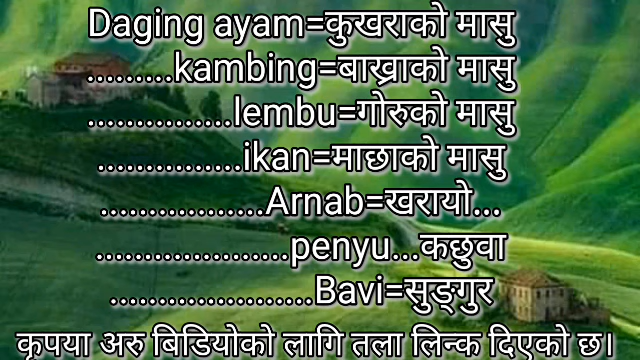 Daging ayam=कुखराको मासु
.........kambing=बाख्राको मासु
...............lembu=गोरुको मासु
...............ikan=माछाको मासु
.................Arnab=खरायो...
....................penyu...कछुवा
.....................Bavi=सुङ्गुर
कृपया अरु बिडियोको लागि तला लिन्क दिएको छ।